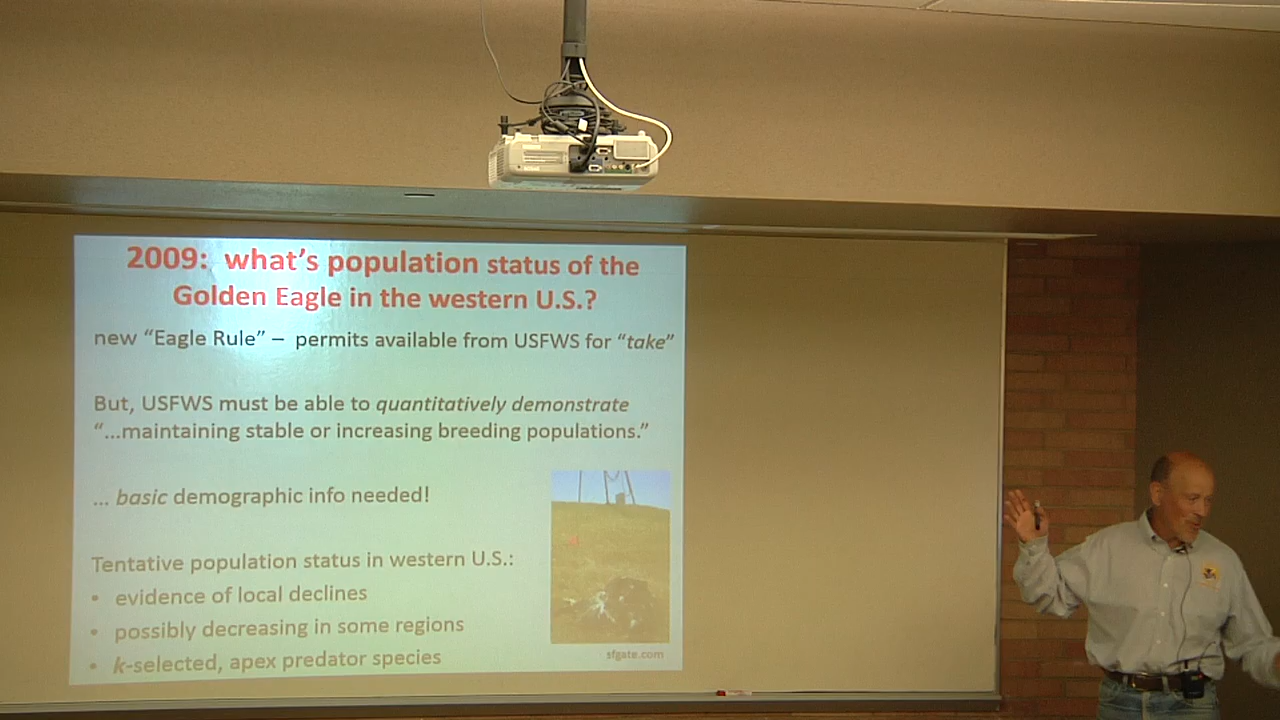 2009:  what's population status of the
Golden Eagle in the western U.S.?
new “Eagle Rule” –  permits available from USFWS for “take”
But, USFWS must be able to quantitatively demonstrate
“...maintaining stable or increasing breeding populations.”
... basic demographic info needed!
Tentative population status in western U.S.:
• evidence of local declines
• possibly decreasing in some regions
• k-selected, apex predator species
sfgate.com